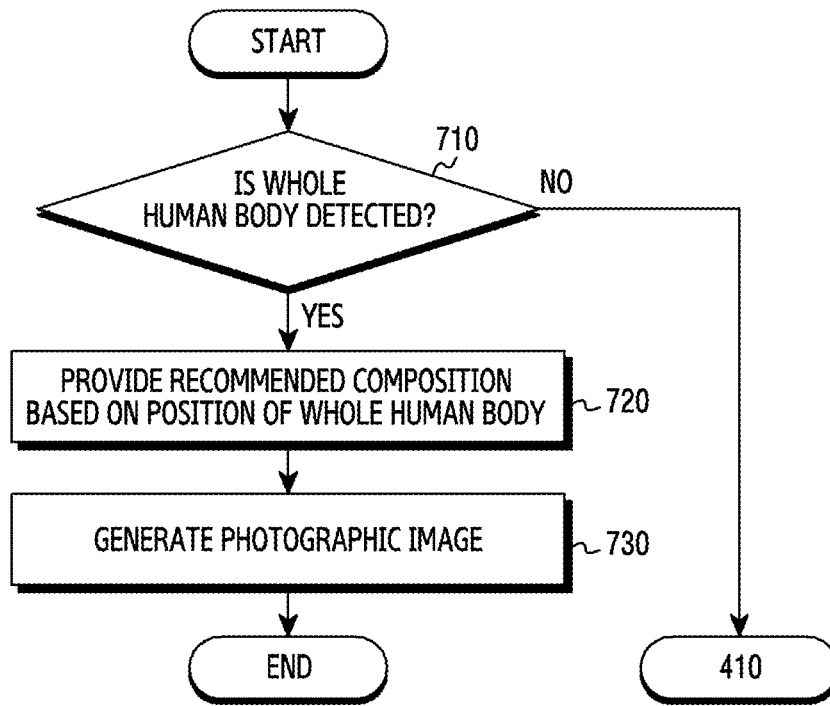 START
710
IS WHOLE
HUMAN BODY DETECTED?
NO
YES
PROVIDE RECOMMENDED COMPOSITION
BASED ON POSITION OF WHOLE HUMAN BODY
720
GENERATE PHOTOGRAPHIC IMAGE
730
END
410